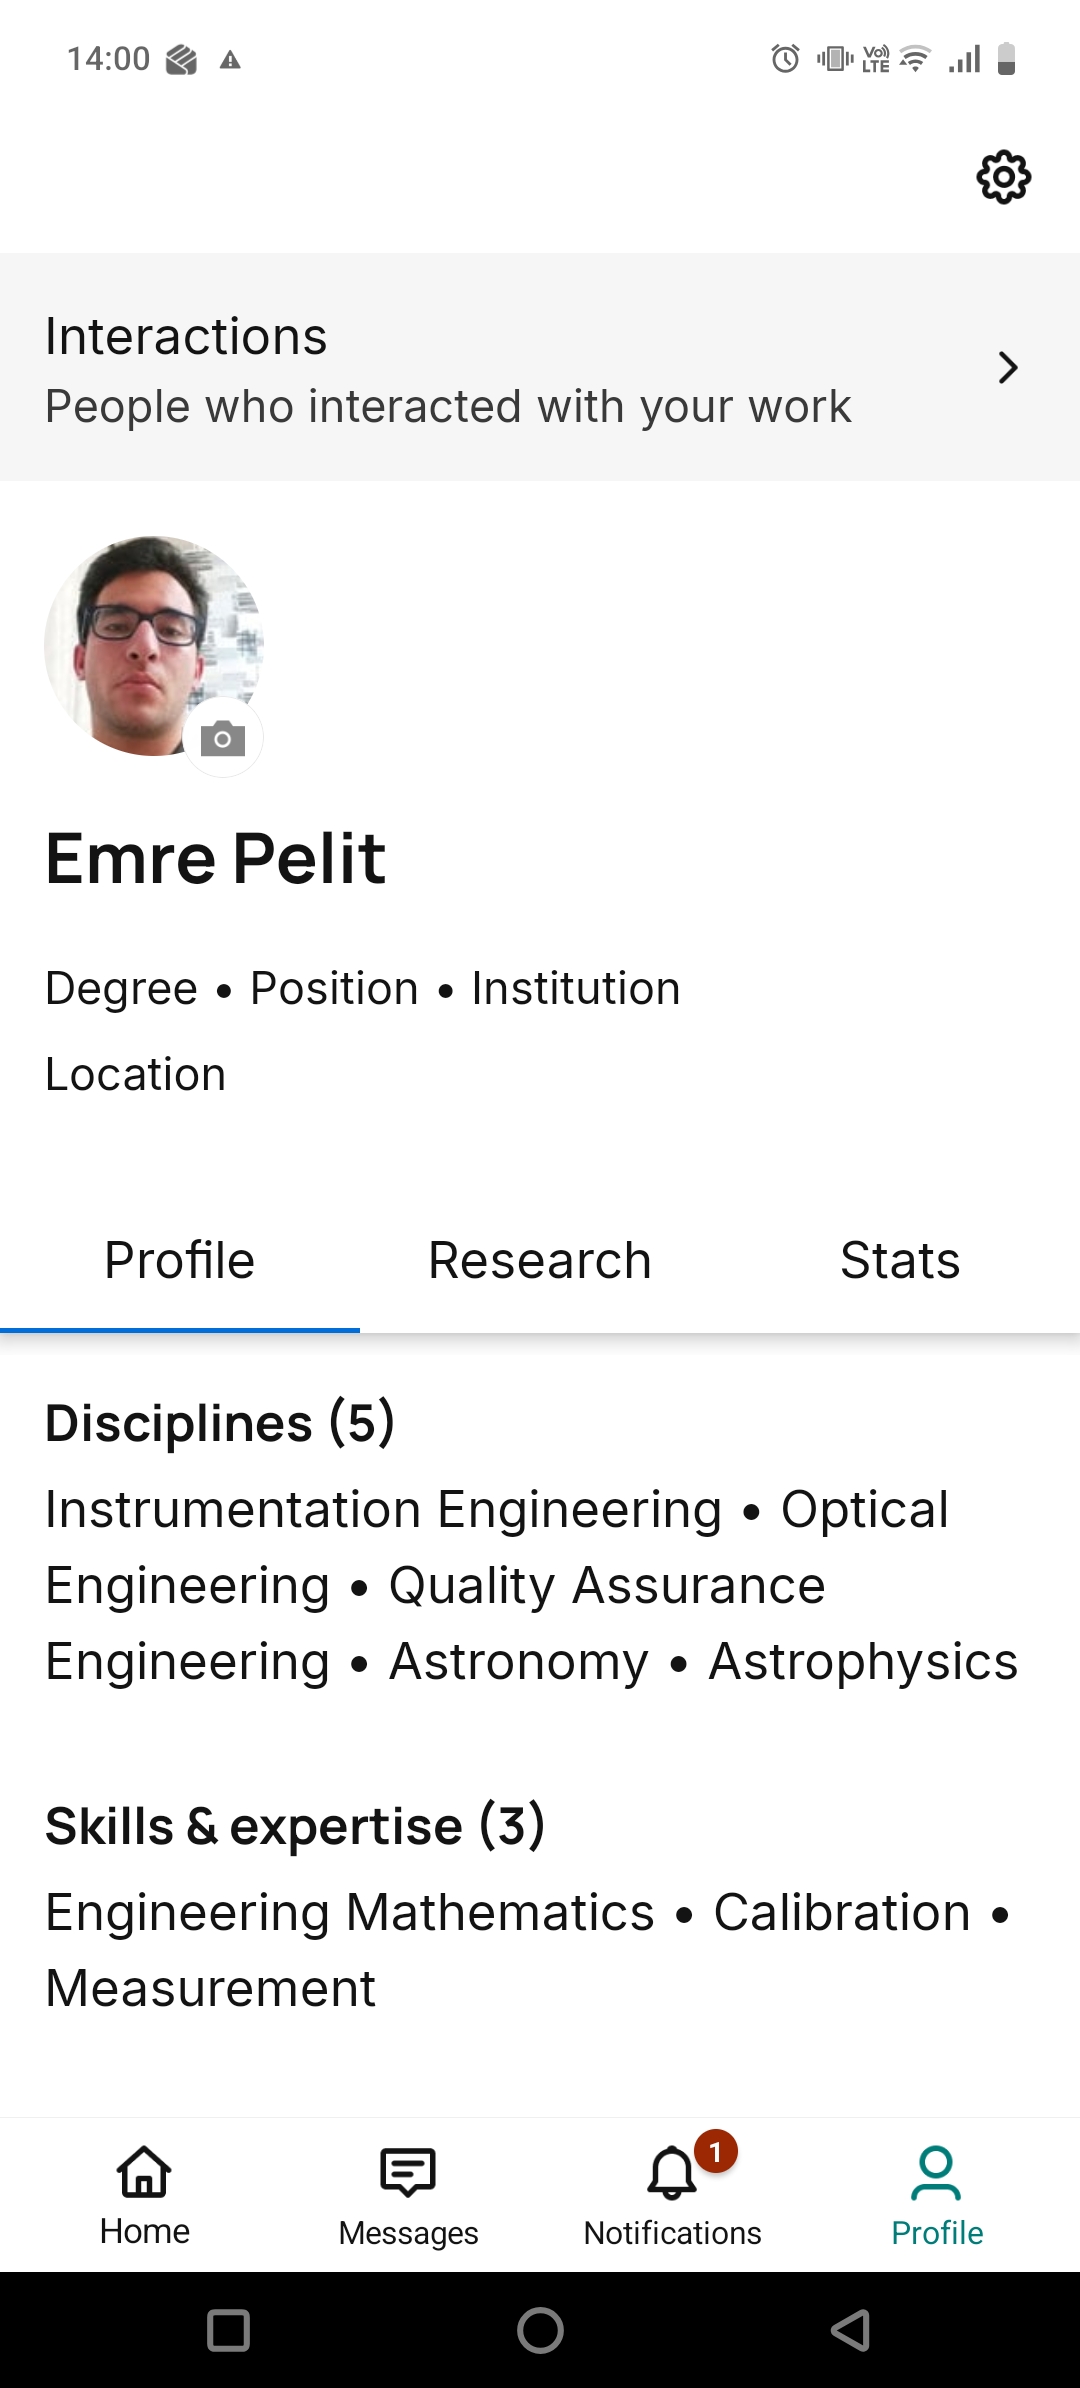 14:00
Vo)) LTE
Interactions
People who interacted with your work
Emre Pelit
Degree • Position • Institution
Location
Profile Research Stats
Disciplines (5)
Instrumentation Engineering • Optical
Engineering • Quality Assurance
Engineering • Astronomy • Astrophysics
Skills & expertise (3)
Engineering Mathematics • Calibration •
Measurement
1
Home Messages Notifications Profile